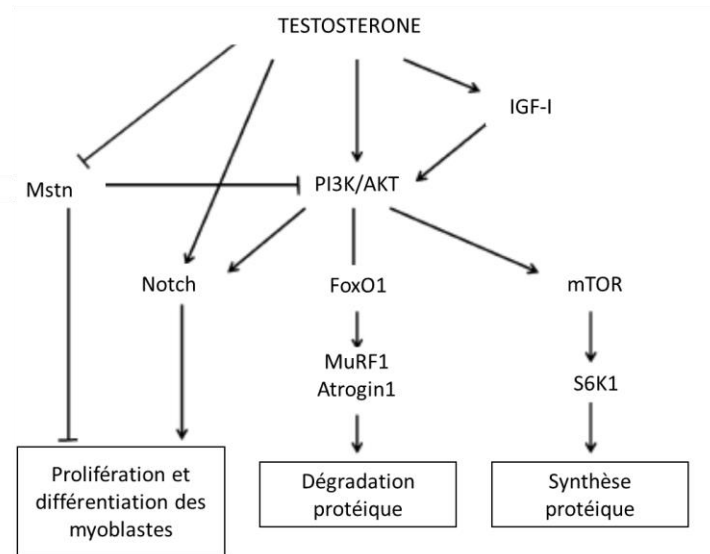 TESTOSTERONE
IGF-I
Mstn
PI3K/AKT
Notch
FoxO1
mTOR
MuRF1
Atrogin1
S6K1
Prolifération et
différentiation des
myoblastes
Dégradation
protéique
Synthèse
protéique